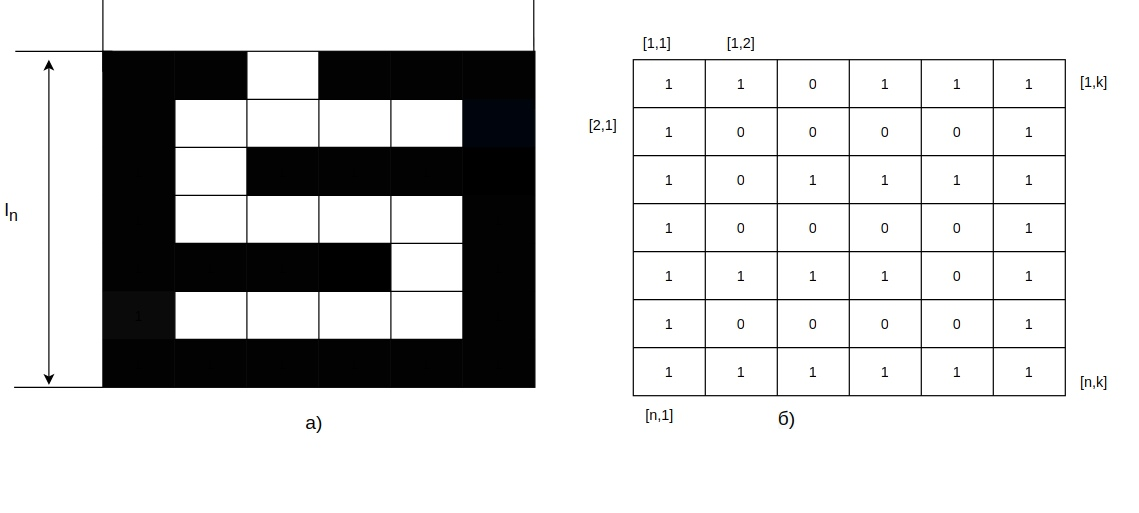 [1,1] [1,2]
1 1 0 1 1 1 [1,k]
[2,1] 1 0 0 0 0 1
1 0 1 1 1 1
l_n 1 0 0 0 0 1
1 1 1 1 0 1
1 1 0 0 0 0 1
1 1 1 1 1 1 [n,k]
[n,1]
а) б)